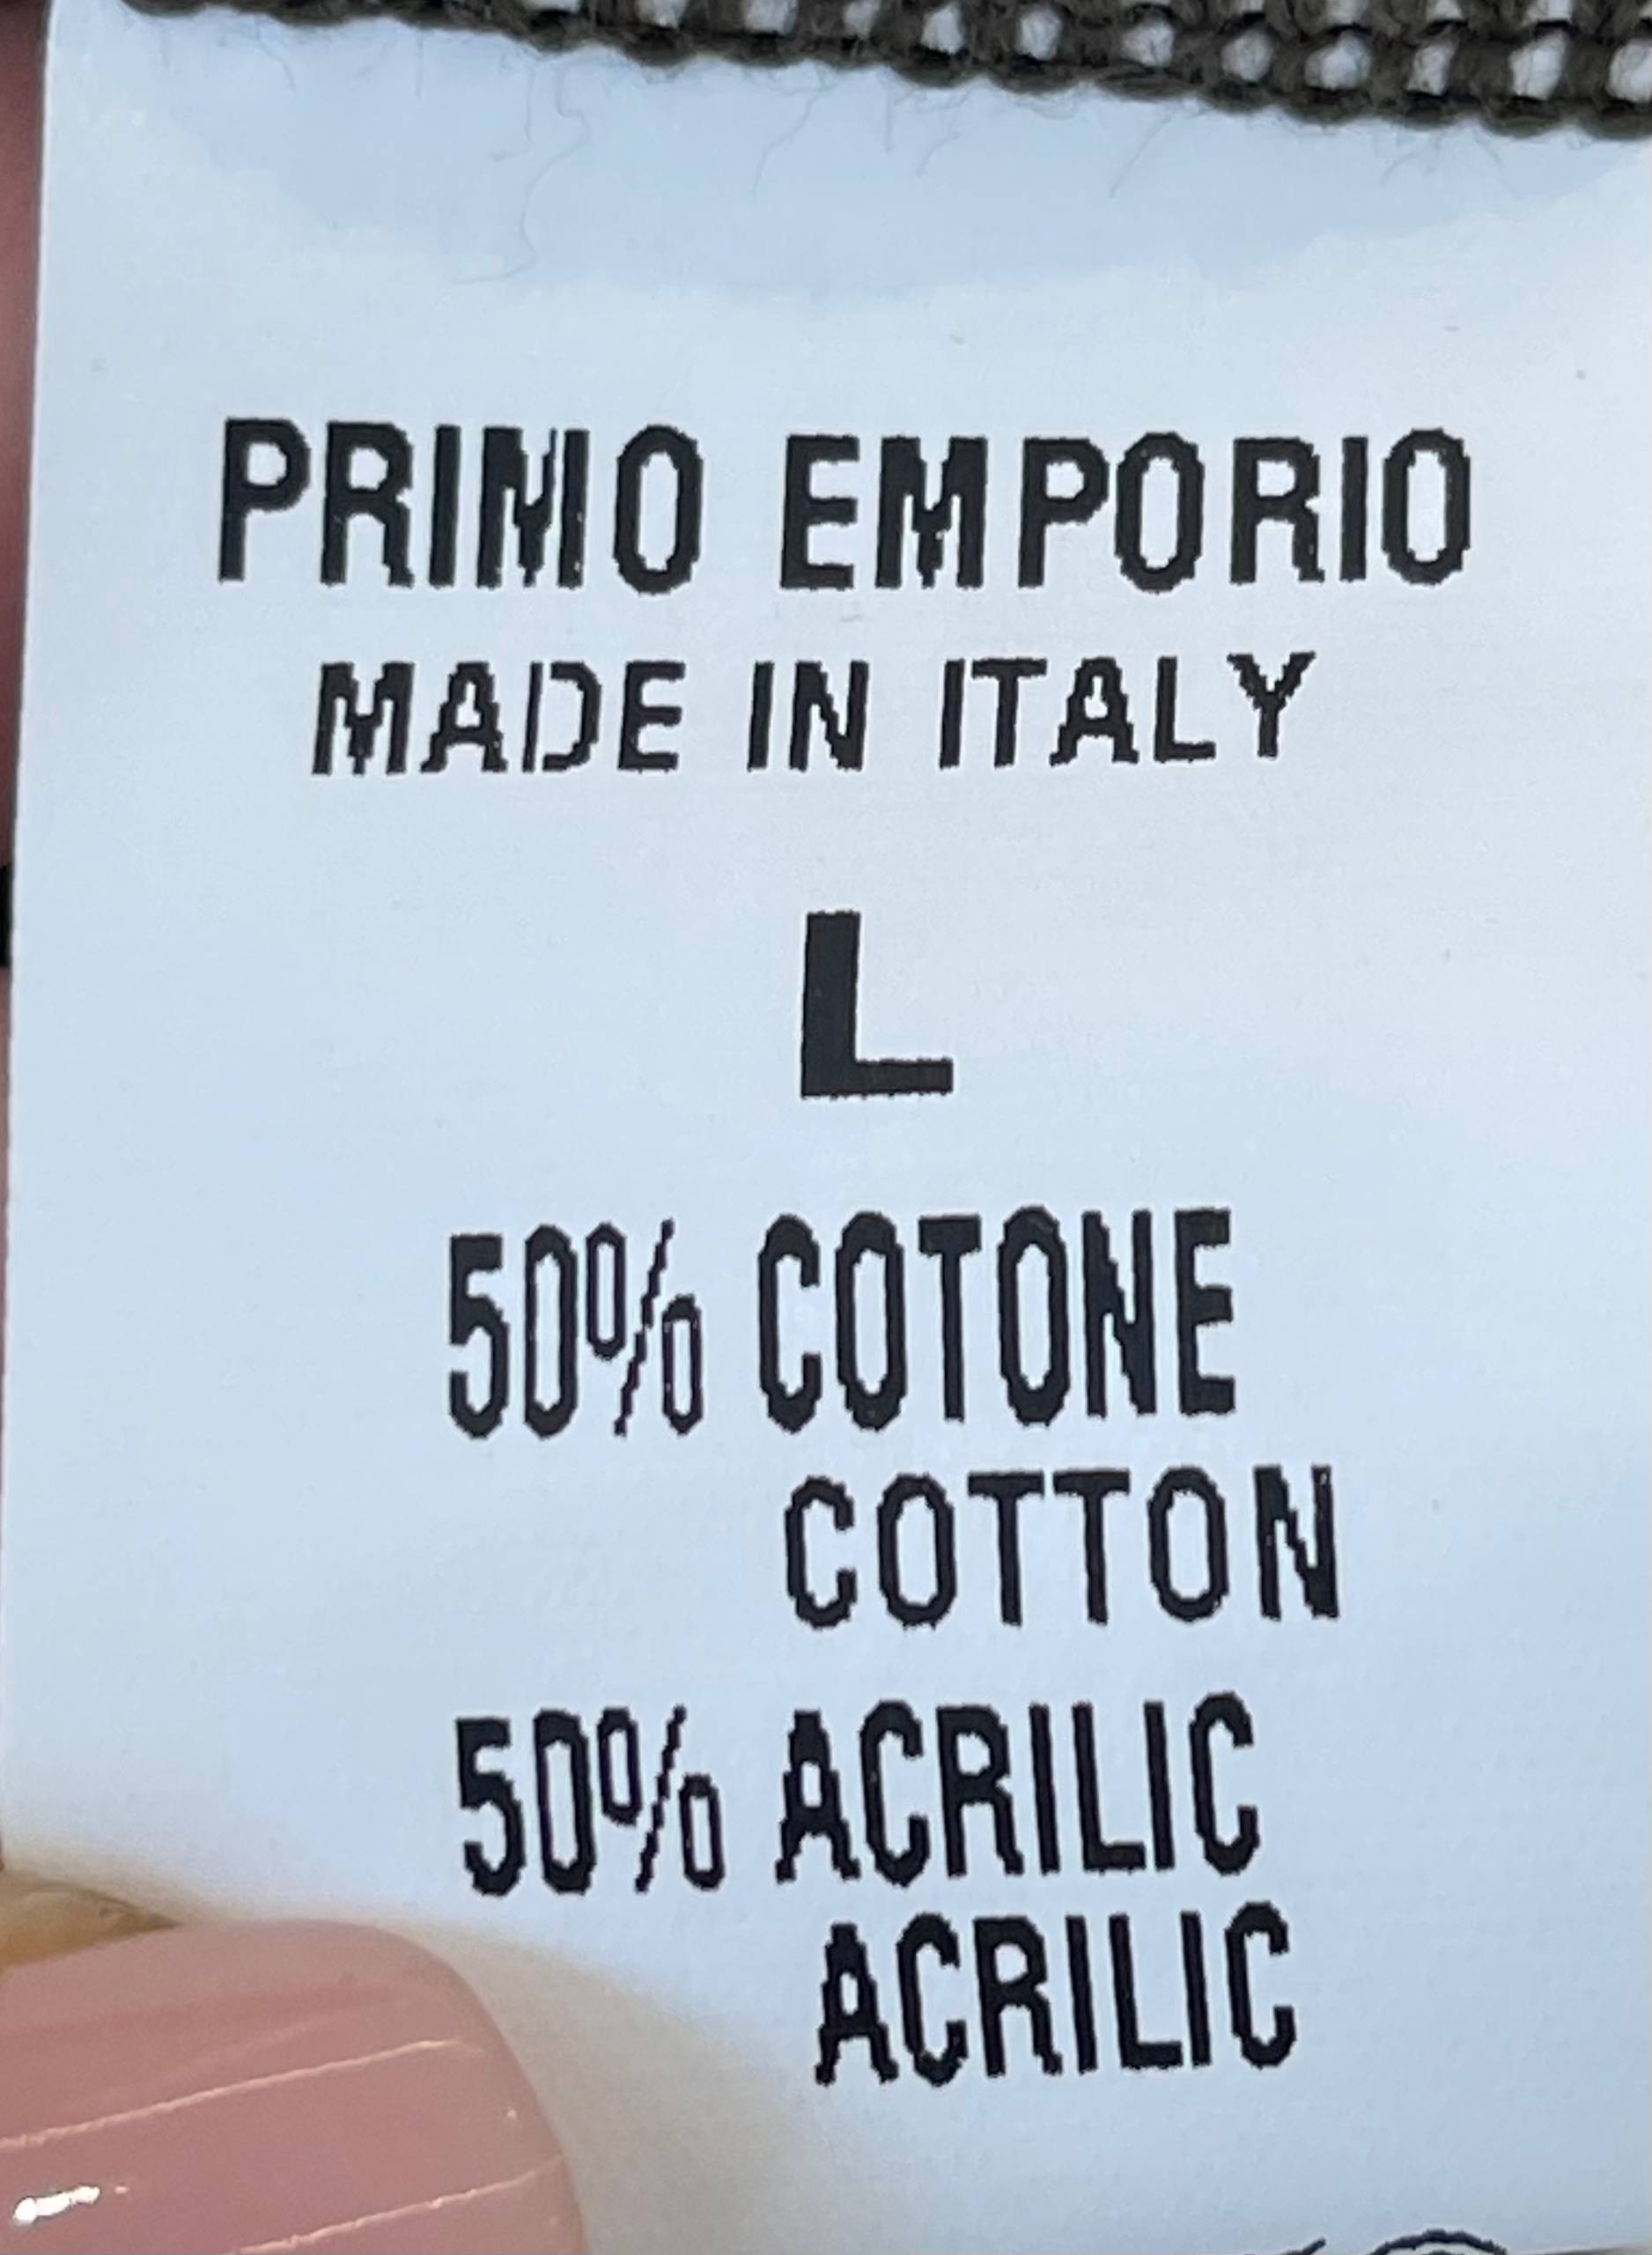 PRIMO EMPORIO
MADE IN ITALY
L
50% COTONE
COTTON
50% ACRILIC
ACRILIC